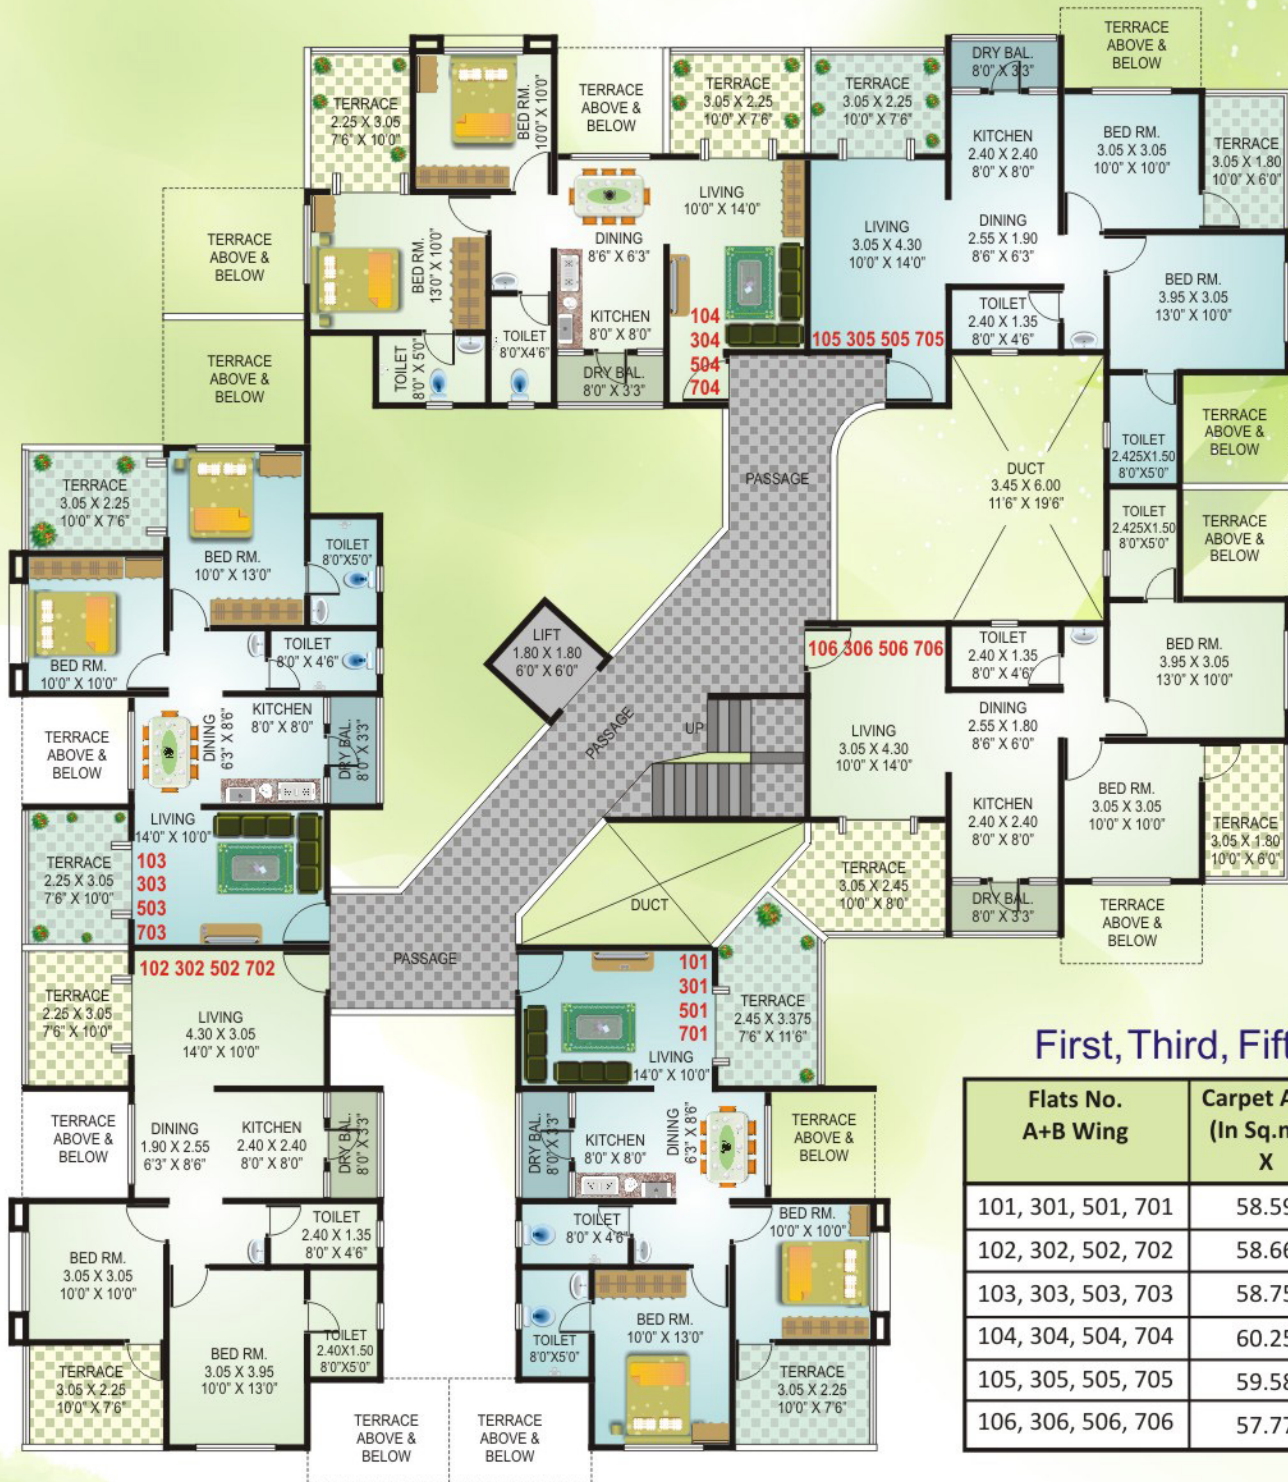 TERRACE
ABOVE &
BELOW
DRY BAL.
8'0" X 3'3"
TERRACE
2.25 X 3.05
7'6" X 10'0"
BED RM.
10'0" X 10'0"
TERRACE
ABOVE &
BELOW
TERRACE
3.05 X 2.25
10'0" X 7'6"
TERRACE
3.05 X 2.25
10'0" X 7'6"
KITCHEN
2.40 X 2.40
8'0" X 8'0"
BED RM.
3.05 X 3.05
10'0" X 10'0"
TERRACE
3.05 X 1.80
10'0" X 6'0"
LIVING
10'0" X 14'0"
DINING
8'6" X 6'3"
LIVING
3.05 X 4.30
10'0" X 14'0"
DINING
2.55 X 1.90
8'6" X 6'3"
TERRACE
ABOVE &
BELOW
BED RM.
13'0" X 10'0"
BED RM.
3.95 X 3.05
13'0" X 10'0"
TOILET
2.40 X 1.35
8'0" X 4'6"
KITCHEN
8'0" X 8'0"
104
304
504
704
105 305 505 705
TOILET
8'0" X 5'0"
TOILET
8'0"X4'6"
DRY BAL.
8'0" X 3'3"
TERRACE
ABOVE &
BELOW
TERRACE
ABOVE &
BELOW
TOILET
2.425X1.50
8'0"X5'0"
DUCT
3.45 X 6.00
11'6" X 19'6"
PASSAGE
TERRACE
3.05 X 2.25
10'0" X 7'6"
BED RM.
10'0" X 13'0"
TOILET
8'0"X5'0"
TOILET
2.425X1.50
8'0"X5'0"
TERRACE
ABOVE &
BELOW
BED RM.
10'0" X 10'0"
TOILET
8'0" X 4'6"
LIFT
1.80 X 1.80
6'0" X 6'0"
106 306 506 706
TOILET
2.40 X 1.35
8'0" X 4'6"
BED RM.
3.95 X 3.05
13'0" X 10'0"
TERRACE
ABOVE &
BELOW
DINING
6'3" X 8'6"
KITCHEN
8'0" X 8'0"
DRY BAL.
8'0" X 3'3"
PASSAGE
UP
LIVING
3.05 X 4.30
10'0" X 14'0"
DINING
2.55 X 1.80
8'6" X 6'0"
KITCHEN
2.40 X 2.40
8'0" X 8'0"
BED RM.
3.05 X 3.05
10'0" X 10'0"
TERRACE
3.05 X 1.80
10'0" X 6'0"
LIVING
14'0" X 10'0"
103
303
503
703
TERRACE
2.25 X 3.05
7'6" X 10'0"
TERRACE
3.05 X 2.45
10'0" X 8'0"
DRY BAL.
8'0" X 3'3"
TERRACE
ABOVE &
BELOW
DUCT
PASSAGE
102 302 502 702
TERRACE
2.25 X 3.05
7'6" X 10'0"
LIVING
4.30 X 3.05
14'0" X 10'0"
101
301
501
701
LIVING
14'0" X 10'0"
TERRACE
2.45 X 3.375
7'6" X 11'6"
TERRACE
ABOVE &
BELOW
DINING
1.90 X 2.55
6'3" X 8'6"
KITCHEN
2.40 X 2.40
8'0" X 8'0"
DRY BAL.
8'0" X 3'3"
DRY BAL.
8'0" X 3'3"
KITCHEN
8'0" X 8'0"
DINING
6'3" X 8'6"
TERRACE
ABOVE &
BELOW
BED RM.
3.05 X 3.05
10'0" X 10'0"
TOILET
2.40 X 1.35
8'0" X 4'6"
TOILET
8'0" X 4'6"
BED RM.
10'0" X 10'0"
TERRACE
3.05 X 2.25
10'0" X 7'6"
BED RM.
3.05 X 3.95
10'0" X 13'0"
TOILET
2.40X1.50
8'0"X5'0"
TOILET
8'0"X5'0"
BED RM.
10'0" X 13'0"
TERRACE
3.05 X 2.25
10'0" X 7'6"
TERRACE
ABOVE &
BELOW
TERRACE
ABOVE &
BELOW
First, Third, Fift
Flats No.
A+B Wing
Carpet A
(In Sq.m
X
101, 301, 501, 701 58.59
102, 302, 502, 702 58.66
103, 303, 503, 703 58.75
104, 304, 504, 704 60.25
105, 305, 505, 705 59.58
106, 306, 506, 706 57.77